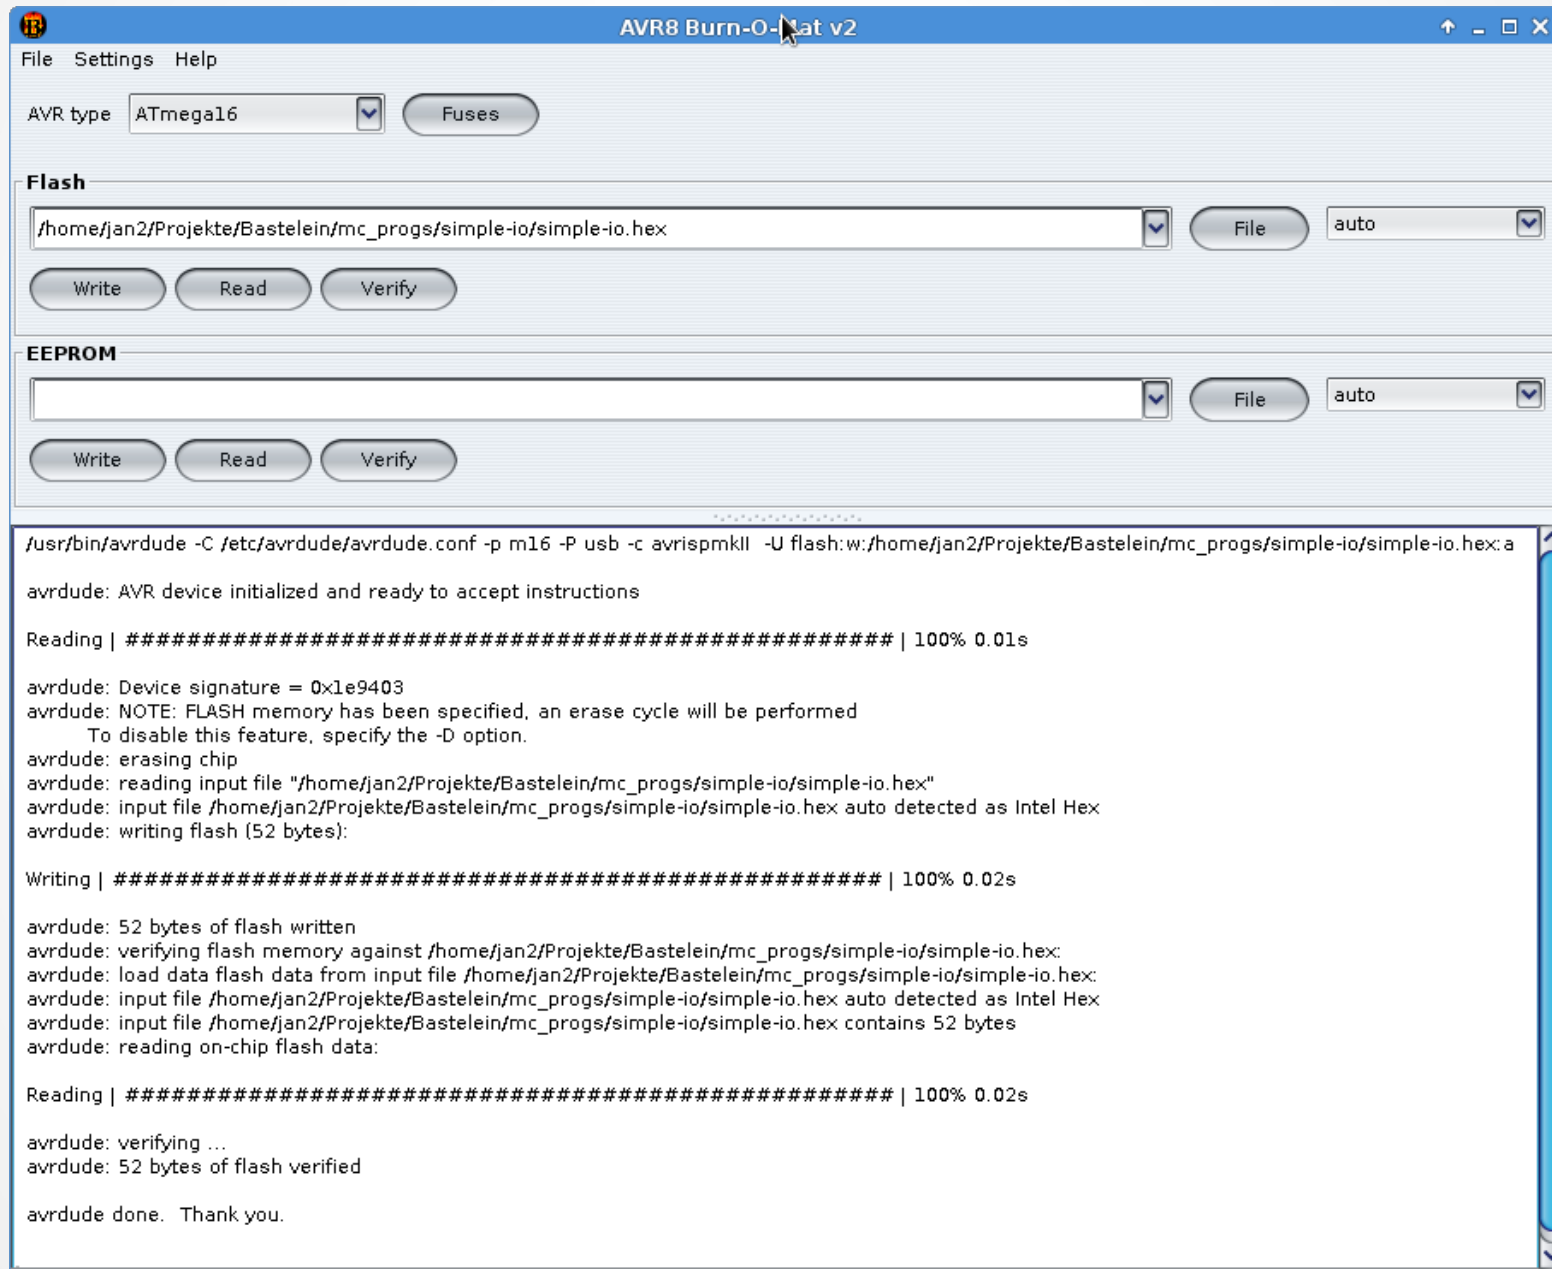 AVR8 Burn-O-Mat v2
File Settings Help
AVR type ATmega16 Fuses
Flash
/home/jan2/Projekte/Bastelein/mc_progs/simple-io/simple-io.hex File auto
Write Read Verify
EEPROM
File auto
Write Read Verify
/usr/bin/avrdude -C /etc/avrdude/avrdude.conf -p m16 -P usb -c avrispmkII -U flash:w:/home/jan2/Projekte/Bastelein/mc_progs/simple-io/simple-io.hex:a
avrdude: AVR device initialized and ready to accept instructions
Reading | ################################################## | 100% 0.01s
avrdude: Device signature = 0x1e9403
avrdude: NOTE: FLASH memory has been specified, an erase cycle will be performed
To disable this feature, specify the -D option.
avrdude: erasing chip
avrdude: reading input file "/home/jan2/Projekte/Bastelein/mc_progs/simple-io/simple-io.hex"
avrdude: input file /home/jan2/Projekte/Bastelein/mc_progs/simple-io/simple-io.hex auto detected as Intel Hex
avrdude: writing flash (52 bytes):
Writing | ################################################## | 100% 0.02s
avrdude: 52 bytes of flash written
avrdude: verifying flash memory against /home/jan2/Projekte/Bastelein/mc_progs/simple-io/simple-io.hex:
avrdude: load data flash data from input file /home/jan2/Projekte/Bastelein/mc_progs/simple-io/simple-io.hex:
avrdude: input file /home/jan2/Projekte/Bastelein/mc_progs/simple-io/simple-io.hex auto detected as Intel Hex
avrdude: input file /home/jan2/Projekte/Bastelein/mc_progs/simple-io/simple-io.hex contains 52 bytes
avrdude: reading on-chip flash data:
Reading | ################################################## | 100% 0.02s
avrdude: verifying ...
avrdude: 52 bytes of flash verified
avrdude done. Thank you.